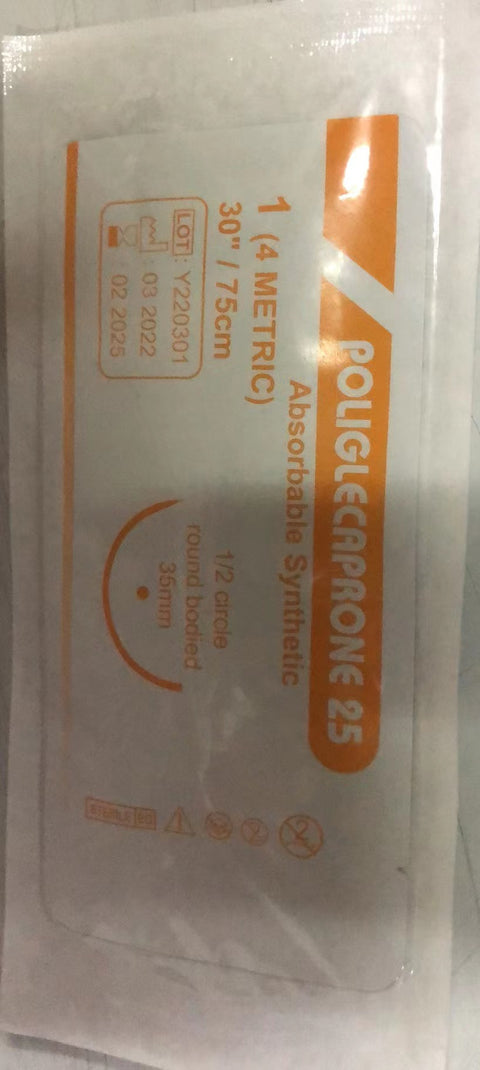 POLIGLECAPRONE 25
Absorbable Synthetic
1 (4 METRIC)
30" / 75cm
LOT : Y220301
: 03 2022
: 02 2025
1/2 circle
round bodied
35mm
STERILE EO